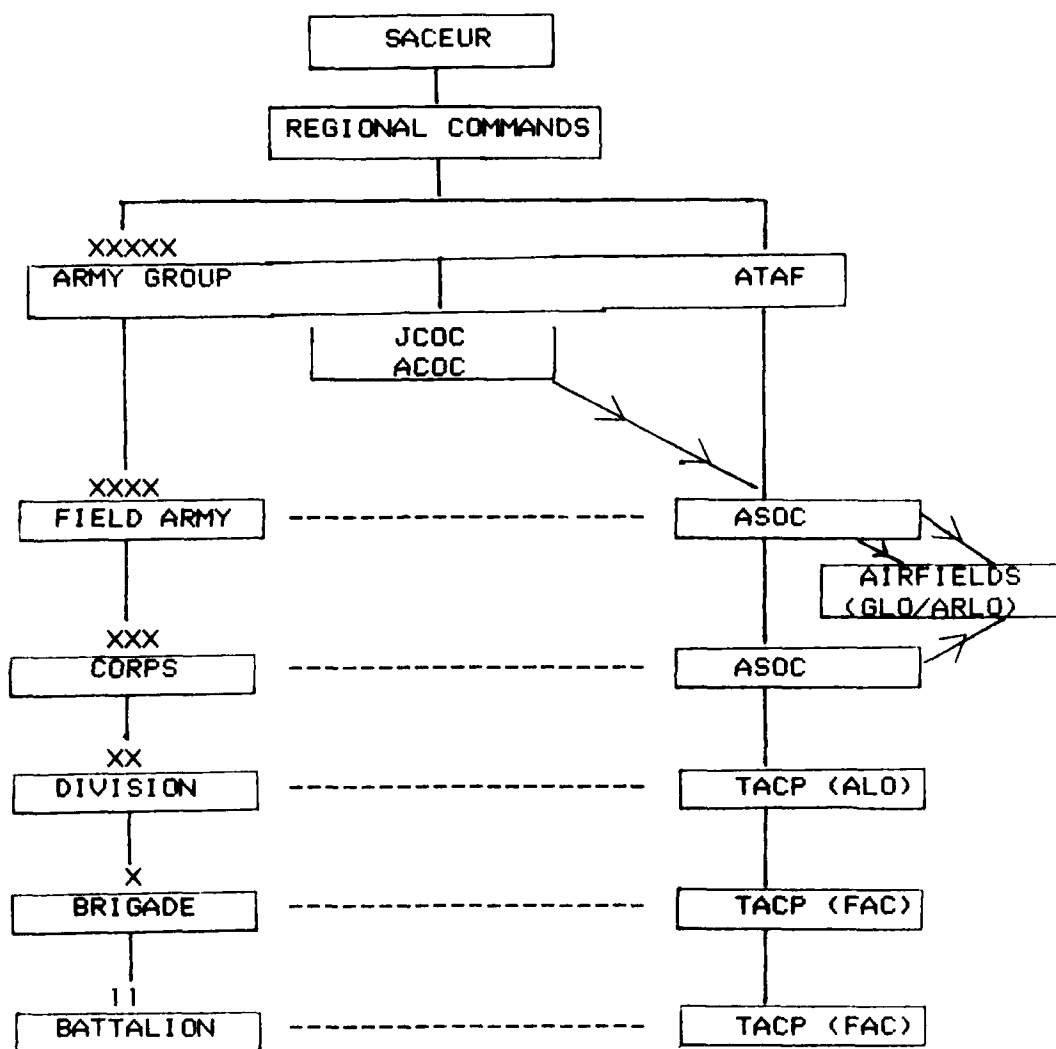 SACEUR
REGIONAL COMMANDS
XXXXX
ARMY GROUP ATAF
JCOC
ACOC
XXXX
FIELD ARMY ASOC
AIRFIELDS
(GLO/ARLO)
XXX
CORPS ASOC
XX
DIVISION TACP (ALO)
X
BRIGADE TACP (FAC)
II
BATTALION TACP (FAC)